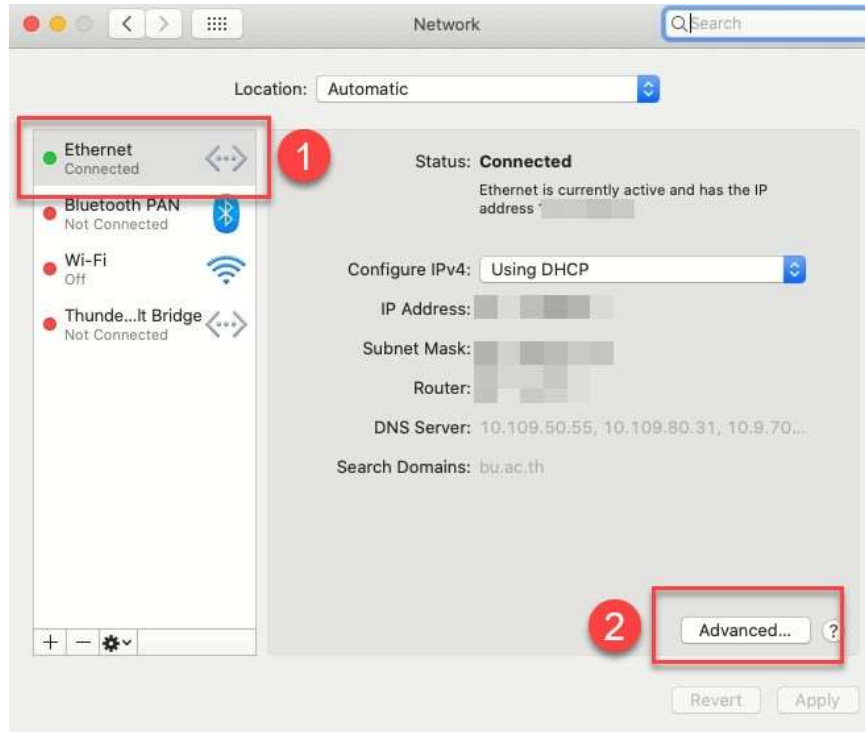 Network
Search
Location: Automatic
Ethernet
Connected
1
Bluetooth PAN
Not Connected
Wi-Fi
Off
Thunde...lt Bridge
Not Connected
Status: Connected
Ethernet is currently active and has the IP
address
Configure IPv4: Using DHCP
IP Address:
Subnet Mask:
Router:
DNS Server: 10.109.50.55, 10.109.80.31, 10.9.70...
Search Domains: bu.ac.th
2
Advanced...
?
+ −
Revert
Apply